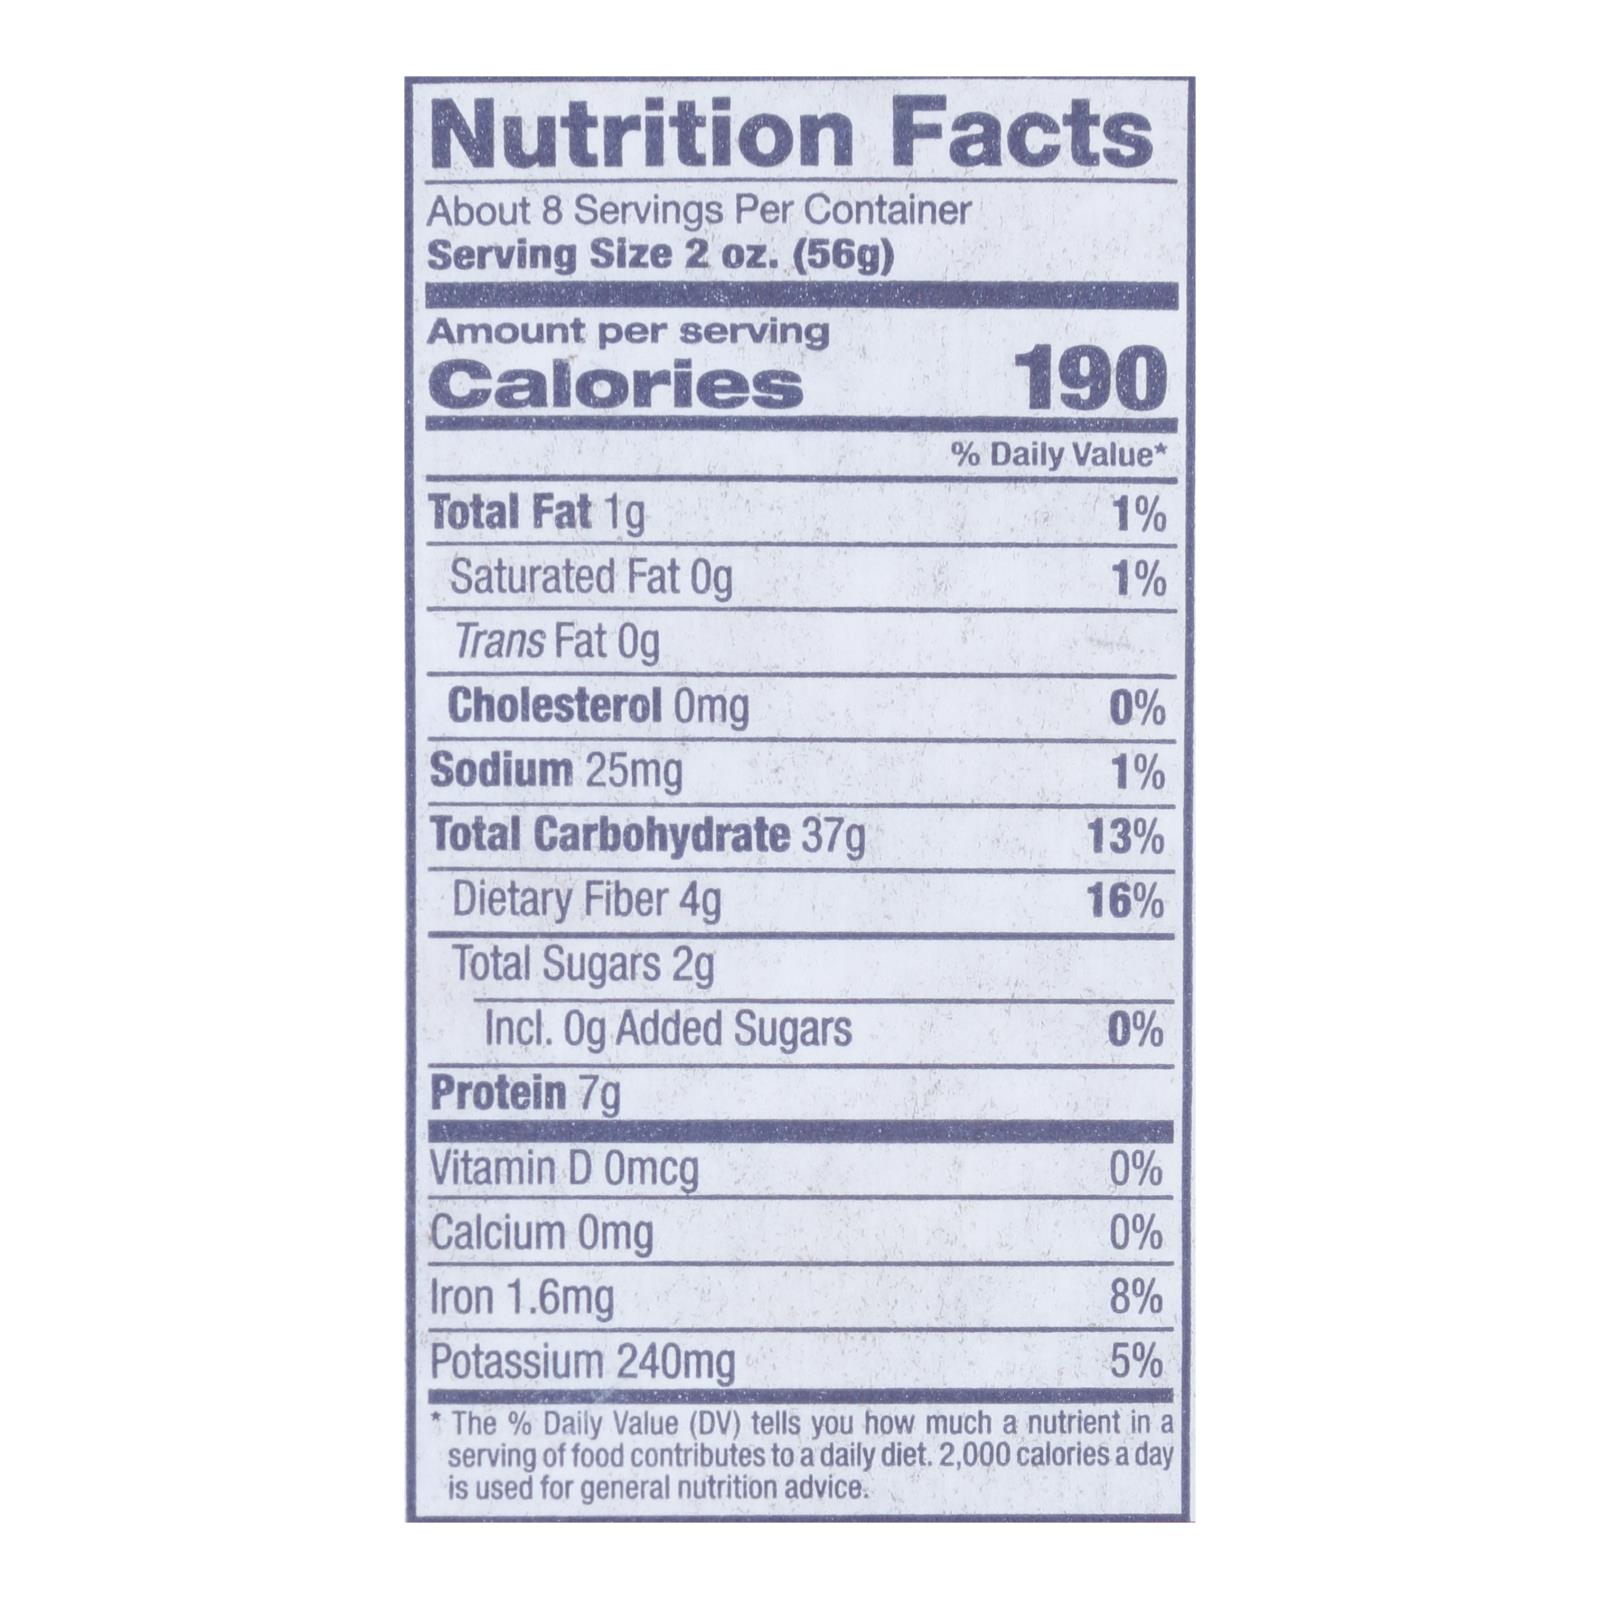 Nutrition Facts
About 8 Servings Per Container
Serving Size 2 oz. (56g)
Amount per serving
Calories 190
% Daily Value*
Total Fat 1g 1%
Saturated Fat 0g 1%
Trans Fat 0g
Cholesterol 0mg 0%
Sodium 25mg 1%
Total Carbohydrate 37g 13%
Dietary Fiber 4g 16%
Total Sugars 2g
Incl. 0g Added Sugars 0%
Protein 7g
Vitamin D 0mcg 0%
Calcium 0mg 0%
Iron 1.6mg 8%
Potassium 240mg 5%
* The % Daily Value (DV) tells you how much a nutrient in a
serving of food contributes to a daily diet. 2,000 calories a day
is used for general nutrition advice.